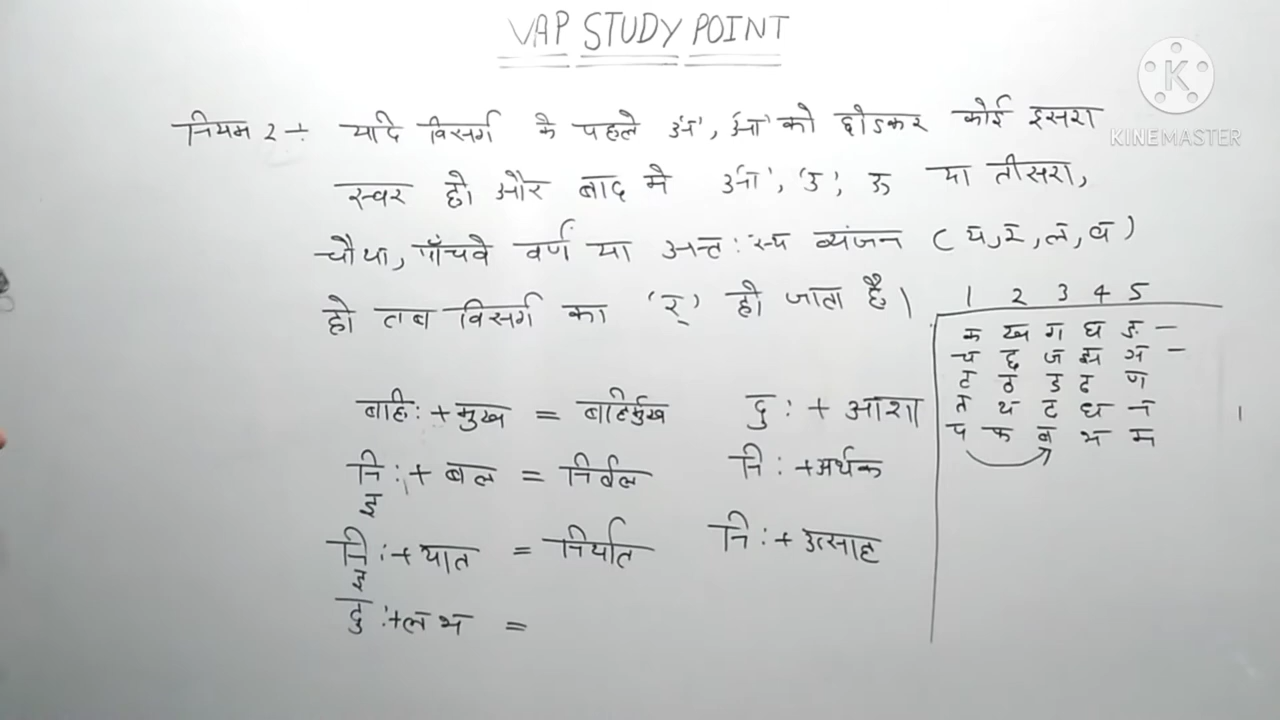 VAP STUDY POINT
K
KINEMASTER
नियम 2 ÷ यदि विसर्ग के पहले 'अ', 'आ' को छोडकर कोई दुसरा
स्वर हो और बाद मे 'आ', 'उ', ऊ या तीसरा,
चौथा, पाँचवे वर्ण या अन्त:स्थ व्यंजन ( य, र, ल, व )
हो तब विसर्ग का 'र्' हो जाता है।
1 2 3 4 5
क ख ग घ ङ –
च छ ज झ ञ –
ट ठ ड ढ ण
त थ द ध न
प फ ब भ म
बहि: + मुख = बहिर्मुख दु: + आशा
नि: + बल = निर्बल नि: + अर्थक
इ
नि: + यात = निर्यात नि: + उत्साह
इ
दु: + लभ =